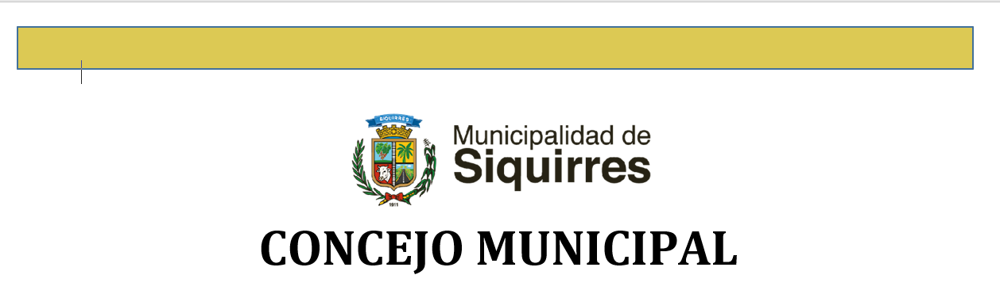 SIQUIRRES
1911
Municipalidad de
Siquirres
CONCEJO MUNICIPAL